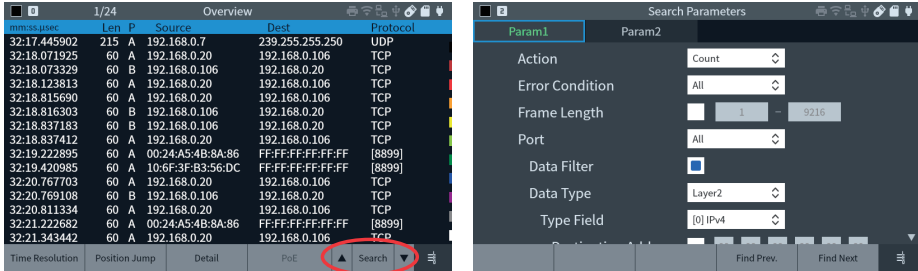 0 1/24 Overview
mm:ss.μsec Len P Source Dest Protocol
32:17.445902 215 A 192.168.0.7 239.255.255.250 UDP
32:18.071925 60 A 192.168.0.20 192.168.0.106 TCP
32:18.073329 60 B 192.168.0.106 192.168.0.20 TCP
32:18.123813 60 A 192.168.0.20 192.168.0.106 TCP
32:18.815690 60 A 192.168.0.20 192.168.0.106 TCP
32:18.816303 60 B 192.168.0.106 192.168.0.20 TCP
32:18.837183 60 B 192.168.0.106 192.168.0.20 TCP
32:18.837412 60 A 192.168.0.20 192.168.0.106 TCP
32:19.222895 60 A 00:24:A5:4B:8A:86 FF:FF:FF:FF:FF:FF [8899]
32:19.420985 60 A 10:6F:3F:B3:56:DC FF:FF:FF:FF:FF:FF [8899]
32:20.767703 60 A 192.168.0.20 192.168.0.106 TCP
32:20.769108 60 B 192.168.0.106 192.168.0.20 TCP
32:20.811334 60 A 192.168.0.20 192.168.0.106 TCP
32:21.222682 60 A 00:24:A5:4B:8A:86 FF:FF:FF:FF:FF:FF [8899]
32:21.343442 60 A 192.168.0.20 192.168.0.106 TCP
Time Resolution Position Jump Detail PoE ▲ Search ▼
2 Search Parameters
Param1 Param2
Action Count
Error Condition All
Frame Length 1 – 9216
Port All
Data Filter
Data Type Layer2
Type Field [0] IPv4
Find Prev. Find Next